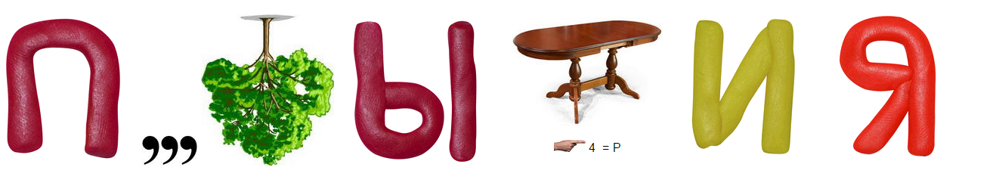 П ,,, Ы И Я
4 = Р